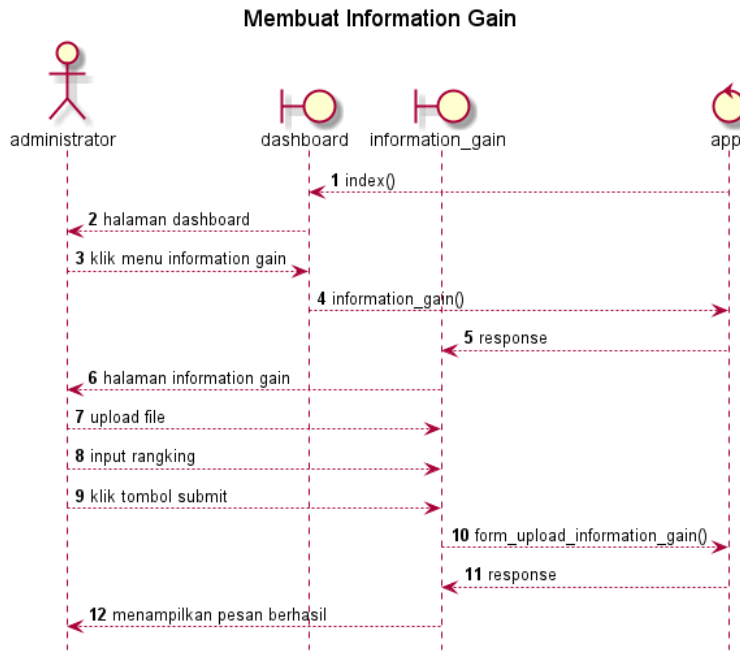 Membuat Information Gain
administrator
dashboard
information_gain
app
1 index()
2 halaman dashboard
3 klik menu information gain
4 information_gain()
5 response
6 halaman information gain
7 upload file
8 input rangking
9 klik tombol submit
10 form_upload_information_gain()
11 response
12 menampilkan pesan berhasil